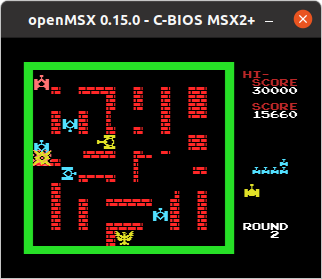 openMSX 0.15.0 - C-BIOS MSX2+
HI-
SCORE
30000
SCORE
15660
ROUND
2